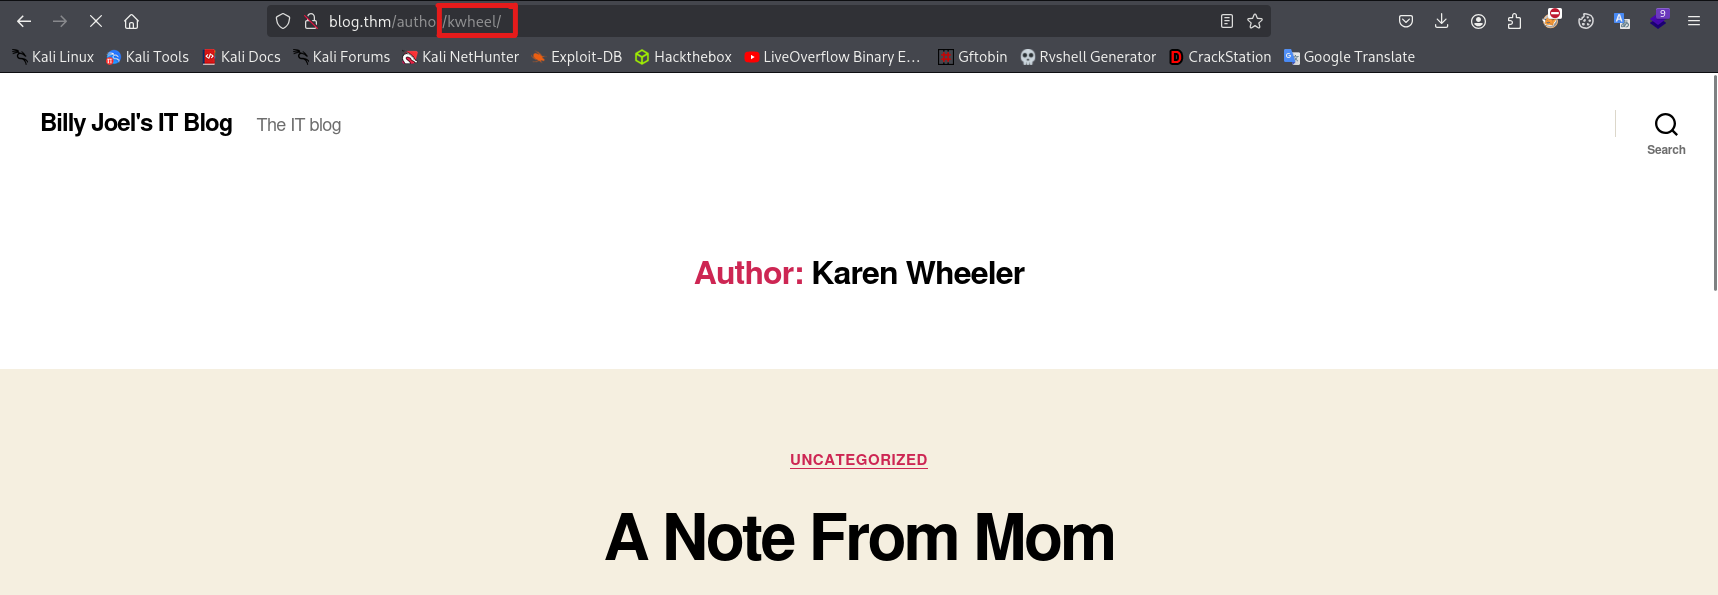 blog.thm/autho/kwheel/
9
Kali Linux Kali Tools Kali Docs Kali Forums Kali NetHunter Exploit-DB Hackthebox LiveOverflow Binary E... Gftobin Rvshell Generator CrackStation Google Translate
Billy Joel's IT Blog The IT blog
Search
Author: Karen Wheeler
UNCATEGORIZED
A Note From Mom